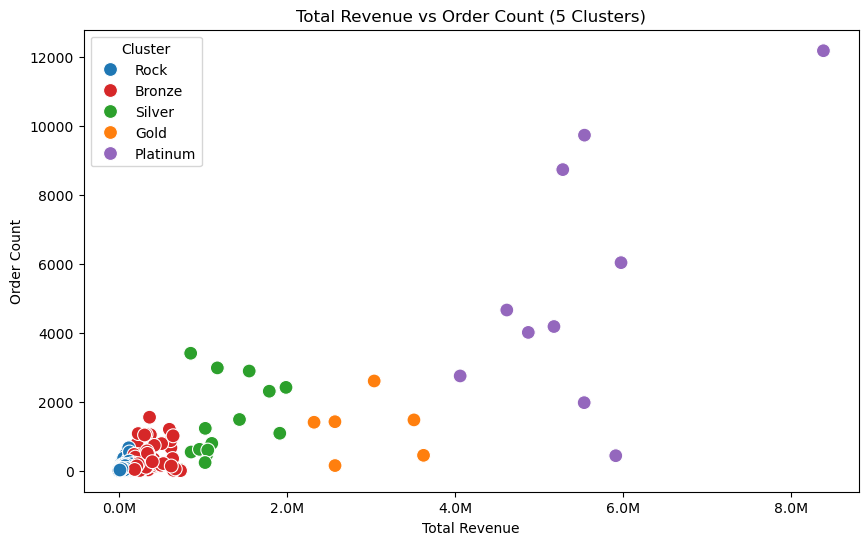 Total Revenue vs Order Count (5 Clusters)
Cluster
Rock
Bronze
Silver
Gold
Platinum
Order Count
12000
10000
8000
6000
4000
2000
0
0.0M 2.0M 4.0M 6.0M 8.0M
Total Revenue